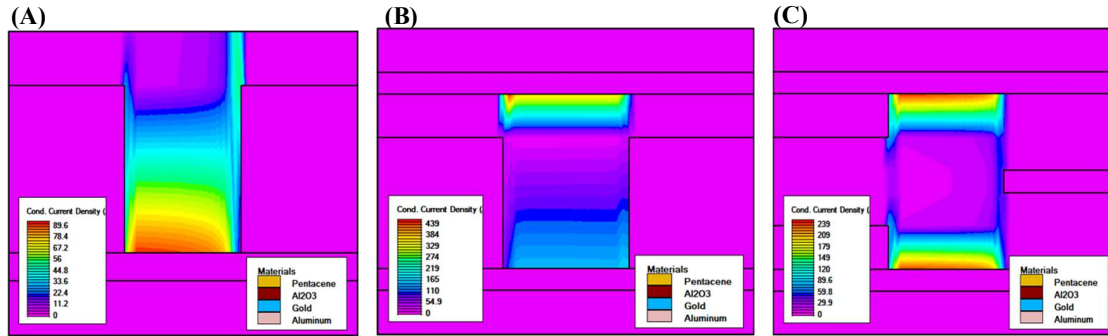 (A)
(B)
(C)
Cond. Current Density (.
89.6
78.4
67.2
56
44.8
33.6
22.4
11.2
0
Materials
Pentacene
Al2O3
Gold
Aluminum
Cond. Current Density (.
439
384
329
274
219
165
110
54.9
0
Materials
Pentacene
Al2O3
Gold
Aluminum
Cond. Current Density (.
239
209
179
149
120
89.6
59.8
29.9
0
Materials
Pentacene
Al2O3
Gold
Aluminum